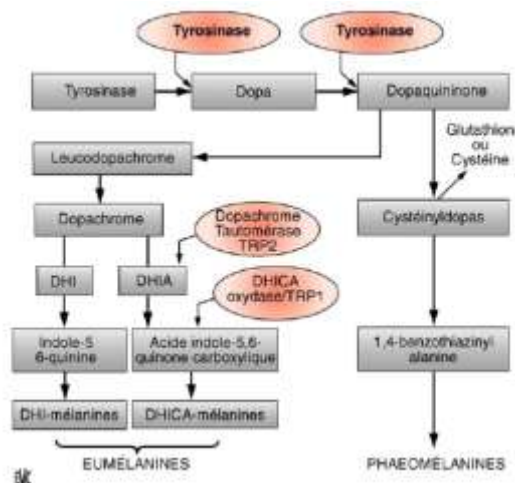 Tyrosinase
Tyrosinase
Tyrosinase
Dopa
Dopaquininone
Glutathion
ou
Cystéine
Leucodopachrome
Dopachrome
Dopachrome
Tautomérase
TRP2
Cystéinyldopas
DHI
DHIA
DHICA
oxydase/TRP1
Indole-5
6-quinine
Acide indole-5,6-
quinone carboxylique
1,4-benzothiazinyl
alanine
DHI-mélanines
DHICA-mélanines
EUMÉLANINES
PHAEOMÉLANINES